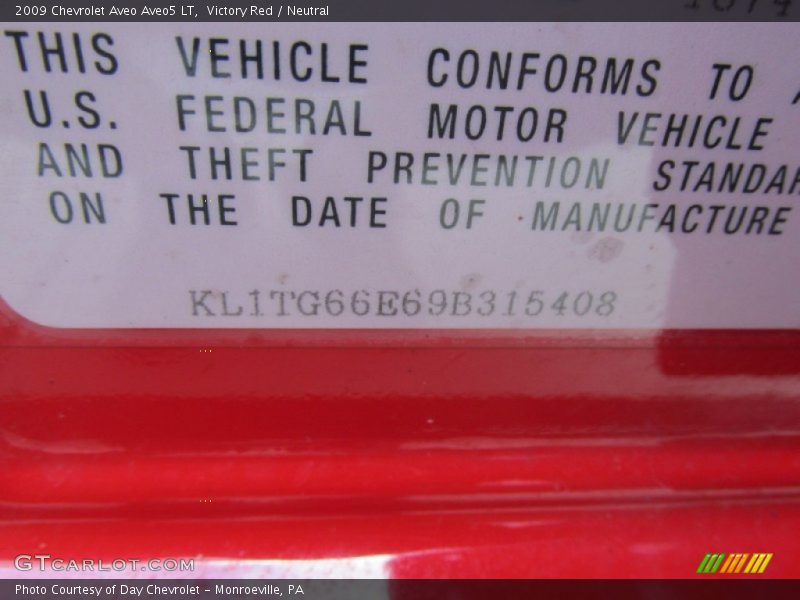 2009 Chevrolet Aveo Aveo5 LT, Victory Red / Neutral
THIS VEHICLE CONFORMS TO
U.S. FEDERAL MOTOR VEHICLE
AND THEFT PREVENTION STANDAR
ON THE DATE OF MANUFACTURE
KL1TG66E69B315408
GTcarlot.com
Photo Courtesy of Day Chevrolet - Monroeville, PA